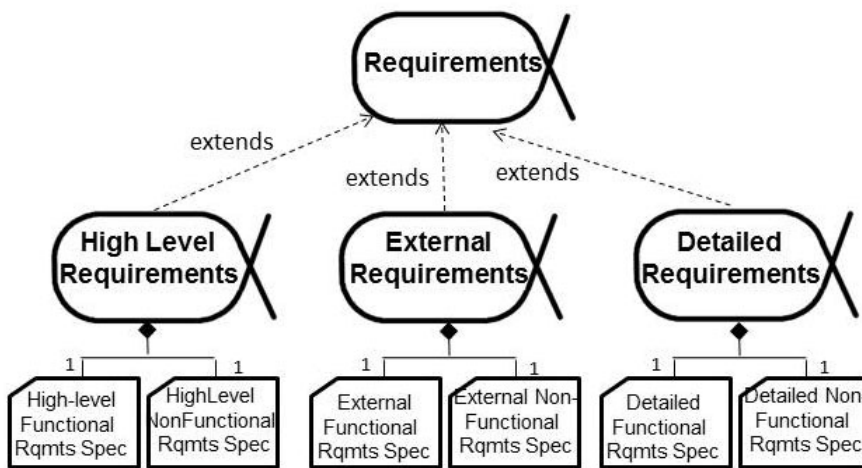 Requirements
extends
extends
extends
High Level
Requirements
External
Requirements
Detailed
Requirements
1
1
1
1
1
1
High-level
Functional
Rqmts Spec
HighLevel
NonFunctional
Rqmts Spec
External
Functional
Rqmts Spec
External Non-
Functional
Rqmts Spec
Detailed
Functional
Rqmts Spec
Detailed Non-
Functional
Rqmts Spec